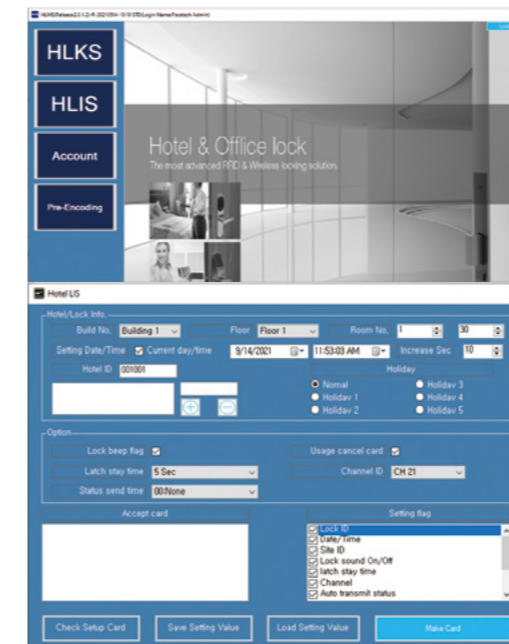 HLKS
HLIS
Account
Pre-Encoding
Hotel & Office lock
The most advanced RFID & Wireless locking solution.
Hotel LIS
Hotel/Lock Info.
Build No. Building 1 Floor Floor 1 Room No. 1 30
Setting Date/Time Current day/time 9/14/2021 11:53:03 AM Increase Sec 10
Hotel ID 001001 Holiday
Nomal Holiday 3
Holiday 1 Holiday 4
Holiday 2 Holiday 5
Option
Lock beep flag Usage cancel card
Latch stay time 5 Sec Channel ID CH 21
Status send time 00:None
Accept card Setting flag
Lock ID
Date/Time
Site ID
Lock sound On/Off
latch stay time
Channel
Auto transmit status
Check Setup Card Save Setting Value Load Setting Value Make Card